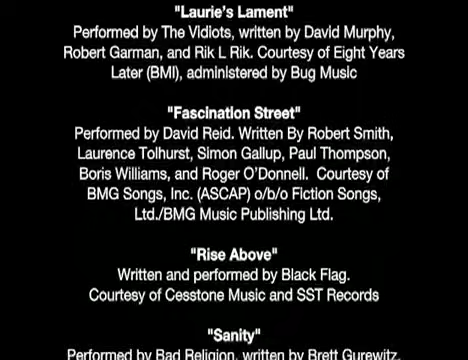 "Laurie's Lament"
Performed by The Vidiots, written by David Murphy,
Robert Garman, and Rik L Rik. Courtesy of Eight Years
Later (BMI), administered by Bug Music
"Fascination Street"
Performed by David Reid. Written By Robert Smith,
Laurence Tolhurst, Simon Gallup, Paul Thompson,
Boris Williams, and Roger O'Donnell. Courtesy of
BMG Songs, Inc. (ASCAP) o/b/o Fiction Songs,
Ltd./BMG Music Publishing Ltd.
"Rise Above"
Written and performed by Black Flag.
Courtesy of Cesstone Music and SST Records
"Sanity"
Performed by Bad Religion, written by Brett Gurewitz,